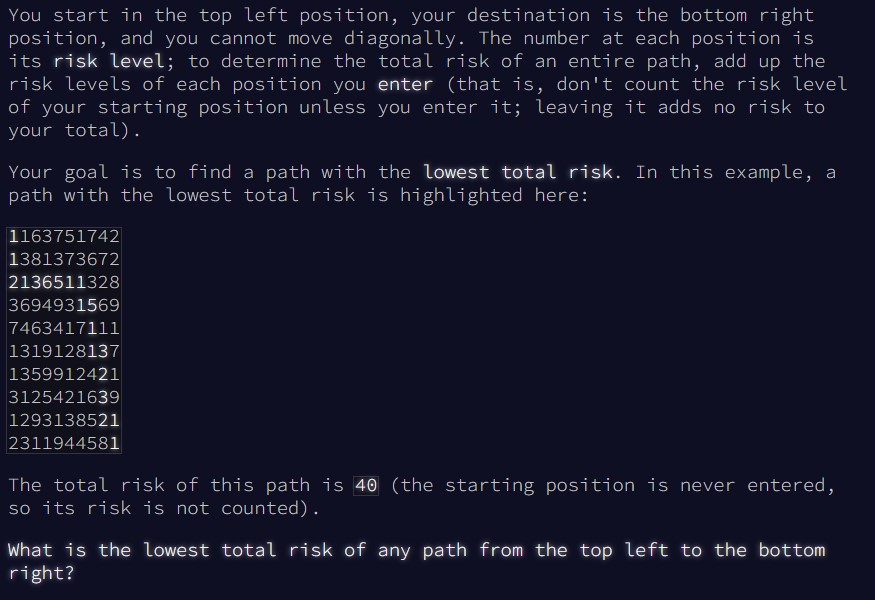 You start in the top left position, your destination is the bottom right
position, and you cannot move diagonally. The number at each position is
its risk level; to determine the total risk of an entire path, add up the
risk levels of each position you enter (that is, don't count the risk level
of your starting position unless you enter it; leaving it adds no risk to
your total).
Your goal is to find a path with the lowest total risk. In this example, a
path with the lowest total risk is highlighted here:
1163751742
1381373672
2136511328
3694931569
7463417111
1319128137
1359912421
3125421639
1293138521
2311944581
The total risk of this path is 40 (the starting position is never entered,
so its risk is not counted).
What is the lowest total risk of any path from the top left to the bottom
right?